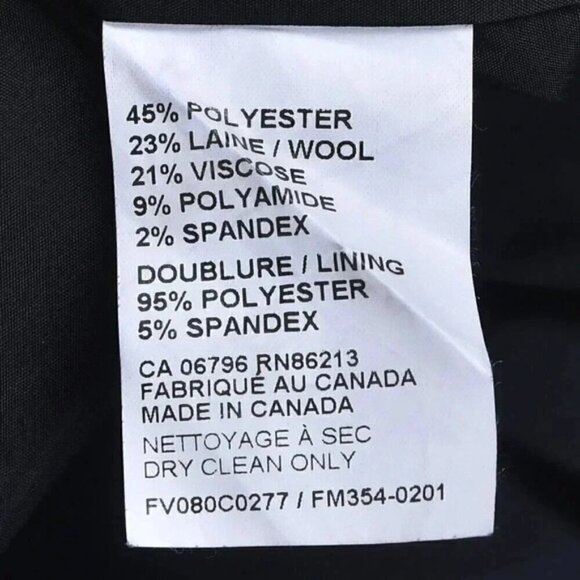 45% POLYESTER
23% LAINE / WOOL
21% VISCOSE
9% POLYAMIDE
2% SPANDEX
DOUBLURE / LINING
95% POLYESTER
5% SPANDEX
CA 06796 RN86213
FABRIQUÉ AU CANADA
MADE IN CANADA
NETTOYAGE À SEC
DRY CLEAN ONLY
FV080C0277 / FM354-0201